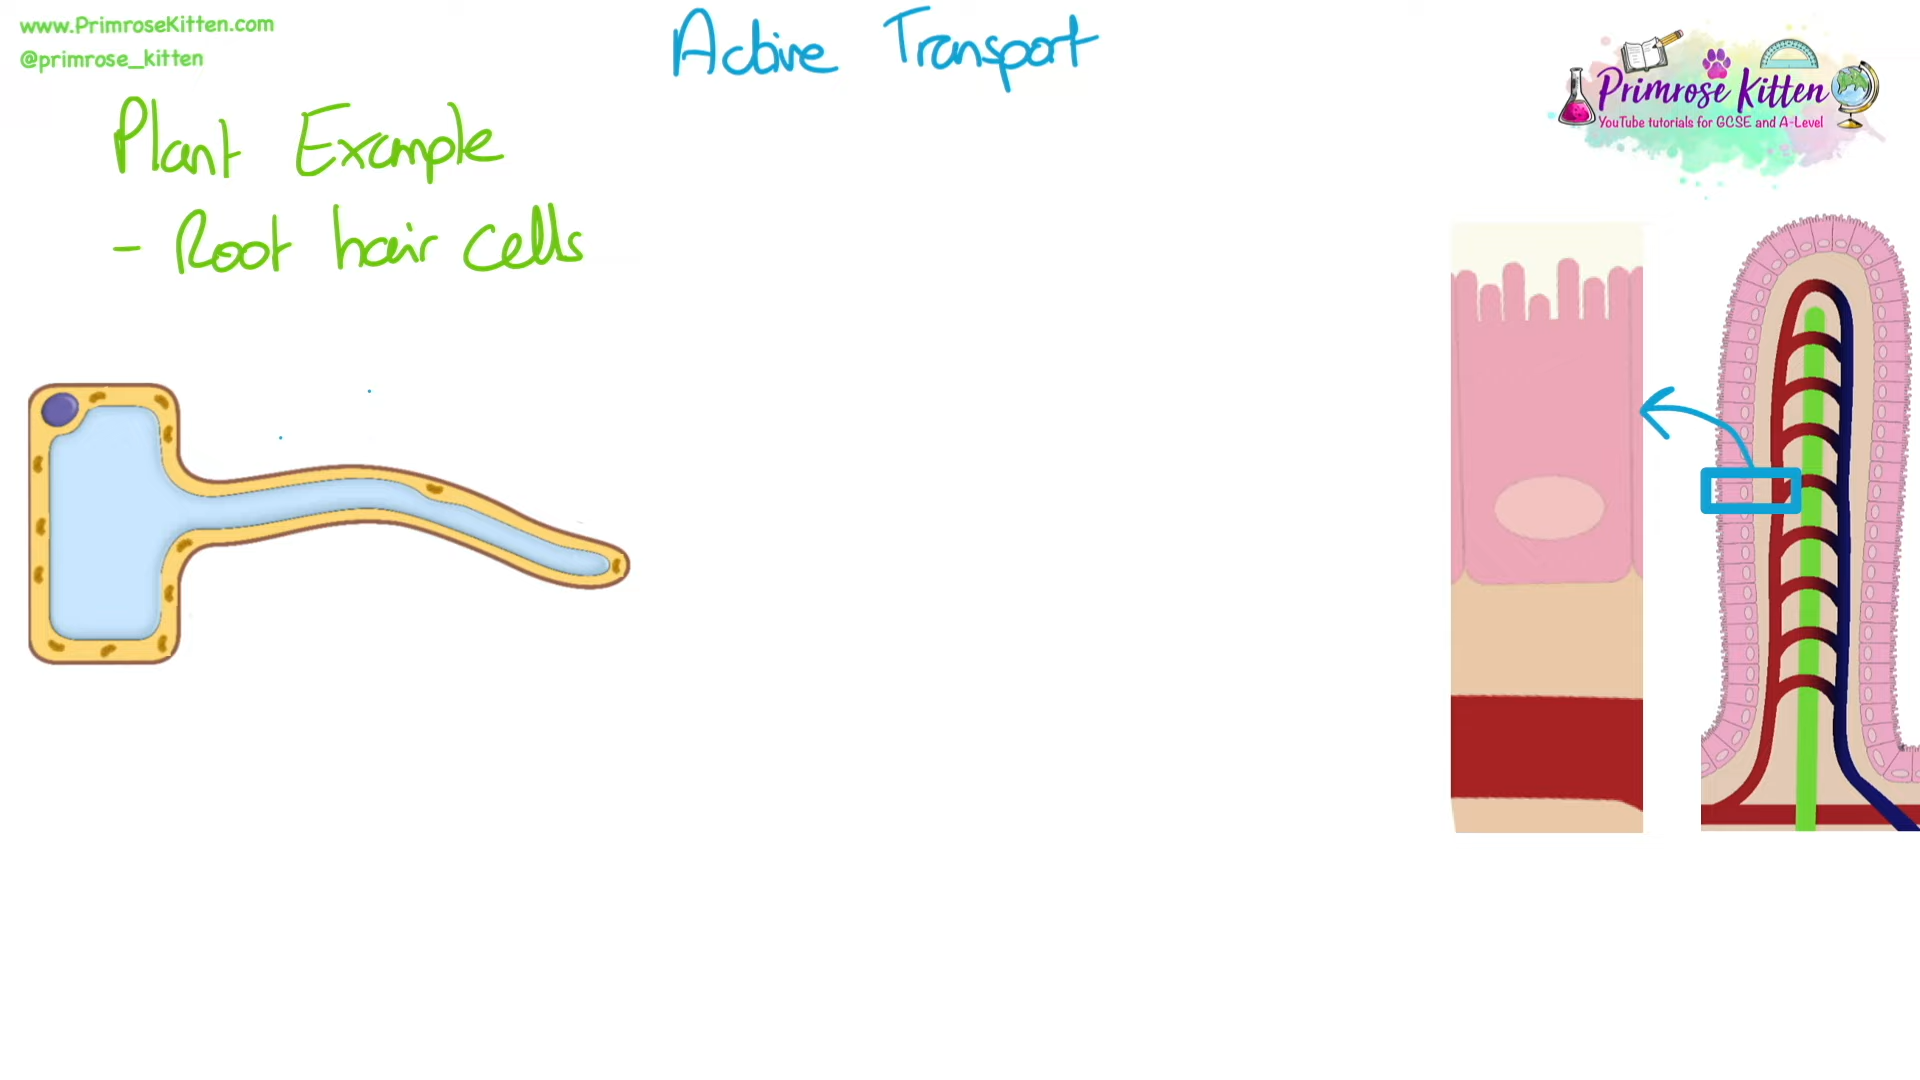 www.PrimroseKitten.com
@primrose_kitten
Active Transport
Primrose Kitten
YouTube tutorials for GCSE and A-Level
Plant Example
- Root hair cells